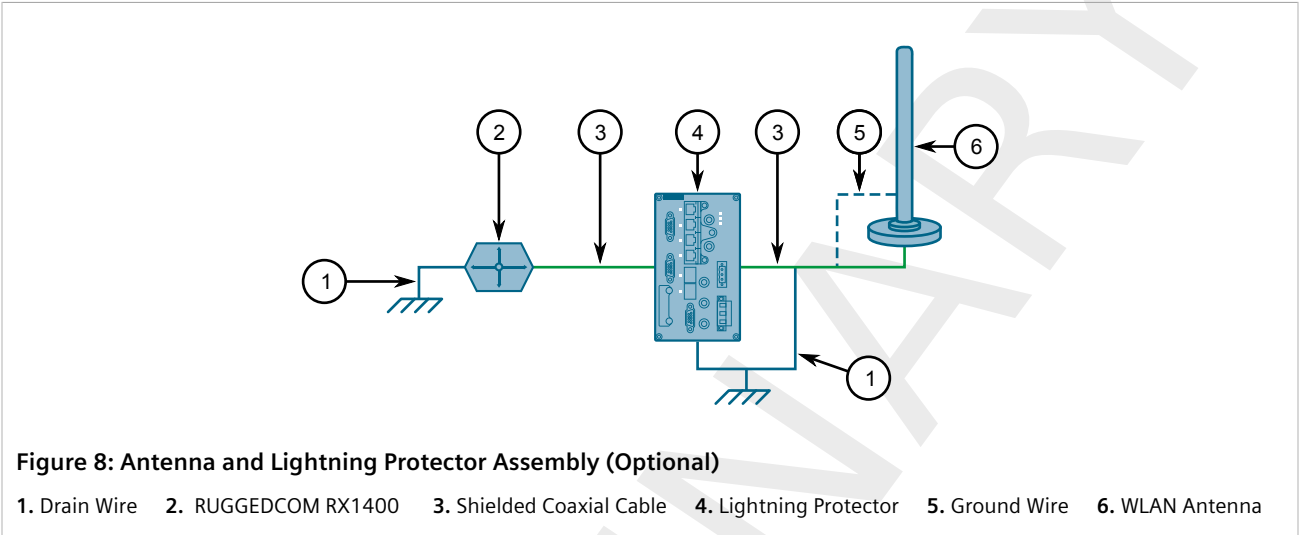 2 3 4 3 5
6
1
1
Figure 8: Antenna and Lightning Protector Assembly (Optional)
1. Drain Wire 2. RUGGEDCOM RX1400 3. Shielded Coaxial Cable 4. Lightning Protector 5. Ground Wire 6. WLAN Antenna